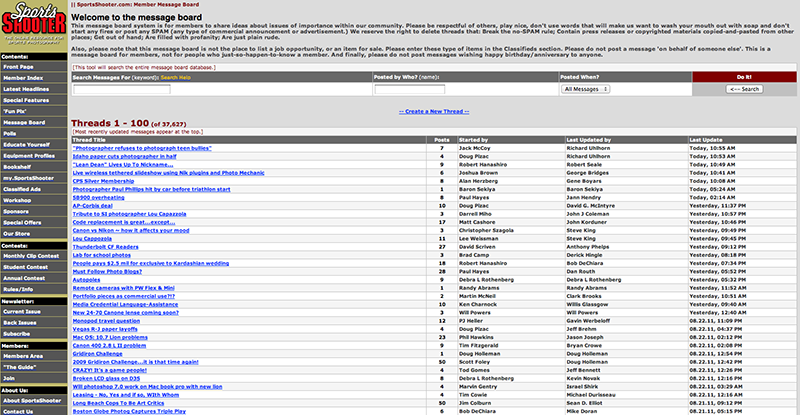 Sports Shooter
THE ONLINE RESOURCE FOR SPORTS PHOTOGRAPHY
|| SportsShooter.com: Member Message Board
Welcome to the message board
This message board system is for members to share ideas about issues of importance within our community. Please be respectful of others, play nice, don't use words that will make us want to wash your mouth out with soap and don't
start any fires or post any SPAM (any type of commercial announcement or advertisement.) We reserve the right to delete threads that: Break the no-SPAM rule; Contain press releases or copyrighted materials copied-and-pasted from other
places; Get out of hand; Are filled with profanity; Are just plain rude.
Also, please note that this message board is not the place to list a job opportunity, or an item for sale. Please enter these type of items in the Classifieds section. Please do not post a message 'on behalf of someone else'. This is a
message board for members, not for people who just-so-happen-to-know a member. And finally, please do not post messages wishing happy birthday/anniversary to anyone.
[This tool will search the entire message board database.]
Search Messages For (keyword): Search Help Posted by Who? (name): Posted When? Do It!
All Messages <-- Search
-- Create a New Thread --
Threads 1 - 100 (of 37,627)
[Most recently updated messages appear at the top.]
Thread Title Posts Started by Last Updated by Last Update
"Photographer refuses to photograph teen bullies" 7 Jack McCoy Richard Uhlhorn Today, 10:55 AM
Idaho paper cuts photographer in half 4 Doug Pizac Richard Uhlhorn Today, 10:53 AM
"Lean Dean" Lives Up To Nickname... 9 Robert Hanashiro Robert Seale Today, 10:49 AM
Live wireless tethered slideshow using Nik plugins and Photo Mechanic 6 Joshua Brown George Bridges Today, 10:41 AM
CPS Silver Membership 8 Alan Herzberg Gene Boyars Today, 10:08 AM
Photographer Paul Phillips hit by car before triathlon start 1 Baron Sekiya Baron Sekiya Today, 05:24 AM
SB900 overheating 8 Paul Hayes Jann Hendry Today, 02:14 AM
AP-Corbis deal 10 Doug Pizac David G. McIntyre Yesterday, 11:37 PM
Tribute to SI photographer Lou Capazzola 3 Darrell Miho John J Coleman Yesterday, 10:57 PM
Code replacement is great...except... 17 Matt Cashore John Korduner Yesterday, 10:46 PM
Canon vs Nikon ~ how it affects your mood 3 Christopher Szagola Steve King Yesterday, 09:49 PM
Lou Cappozola 11 Lee Weissman Steve King Yesterday, 09:45 PM
Thunderbolt CF Readers 27 David Scriven Anthony Phelps Yesterday, 09:12 PM
Lab for school photos 3 Brad Camp Derick Hingle Yesterday, 08:18 PM
People pays $2.5 mil for exclusive to Kardashian wedding 18 Robert Hanashiro Bob DeChiara Yesterday, 07:34 PM
Must Follow Photo Blogs? 28 Paul Hayes Dan Routh Yesterday, 05:52 PM
Autopoles 9 Debra L Rothenberg Debra L Rothenberg Yesterday, 05:32 PM
Remote cameras with PW Flex & Mini 1 Randy Abrams Randy Abrams Yesterday, 11:52 AM
Portfolio pieces as commercial use?!? 2 Martin McNeil Clark Brooks Yesterday, 10:51 AM
Media Credential Language-Assistance 10 Ken Charnock Willis Glassgow Yesterday, 09:40 AM
New 24-70 Canone lense coming soon? 3 Will Powers Will Powers Yesterday, 12:40 AM
Monopod travel question 12 PJ Heller Gavin Werbeloff 08.22.11, 11:09 PM
Vegas R-J paper layoffs 4 Doug Pizac Jeff Brehm 08.22.11, 04:37 PM
Mac OS: 10.7 Lion problems 23 Phil Hawkins Jason Joseph 08.22.11, 02:12 PM
Canon 400 2.8 L II problem 9 Tim Fitzgerald Bryan Crowe 08.22.11, 02:08 PM
Gridiron Challenge 1 Doug Holleman Doug Holleman 08.22.11, 12:54 PM
2009 Gridiron Challenge...it is that time again! 50 Scott Foley Doug Holleman 08.22.11, 12:42 PM
CRAZY! It's a game people! 4 Tod Gomes Jeff Bennett 08.22.11, 12:26 PM
Broken LCD glass on D3S 8 Debra L Rothenberg Kevin Novak 08.22.11, 12:16 PM
Will photoshop 7.0 work on Mac book pro with new lion 4 Marvin Gentry Israel Shirk 08.22.11, 12:03 AM
Leasing - No, Yes and if so, With Whom 4 Tim Cowie Michael Durisseau 08.22.11, 12:16 AM
Long Beach Cops To Be Art Critics 50 Jim Colburn Sean D. Elliot 08.22.11, 09:12 PM
Boston Globe Photog Captures Triple Play 6 Bob DeChiara Mike Doran 08.22.11, 05:15 PM
Contents:
Front Page
Member Index
Latest Headlines
Special Features
'Fun Pix'
Message Board
Polls
Educate Yourself
Equipment Profiles
Bookshelf
my.SportsShooter
Classified Ads
Workshop
Sponsors
Special Offers
Our Store
Contests:
Monthly Clip Contest
Student Contest
Annual Contest
Rules/Info
Newsletter:
Current Issue
Back Issues
Subscribe
Members:
Members Area
"The Guide"
Join
About Us:
About SportsShooter
Contact Us